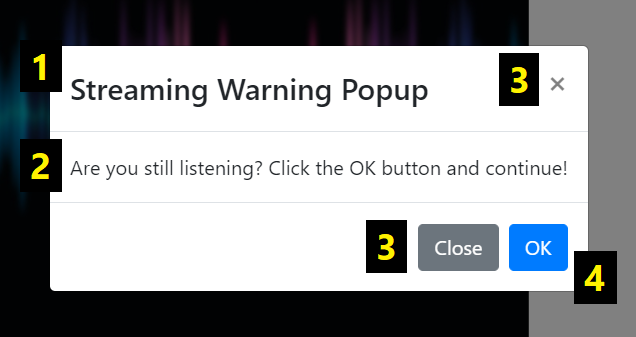 1
Streaming Warning Popup
3 ×
2
Are you still listening? Click the OK button and continue!
3
Close
OK
4